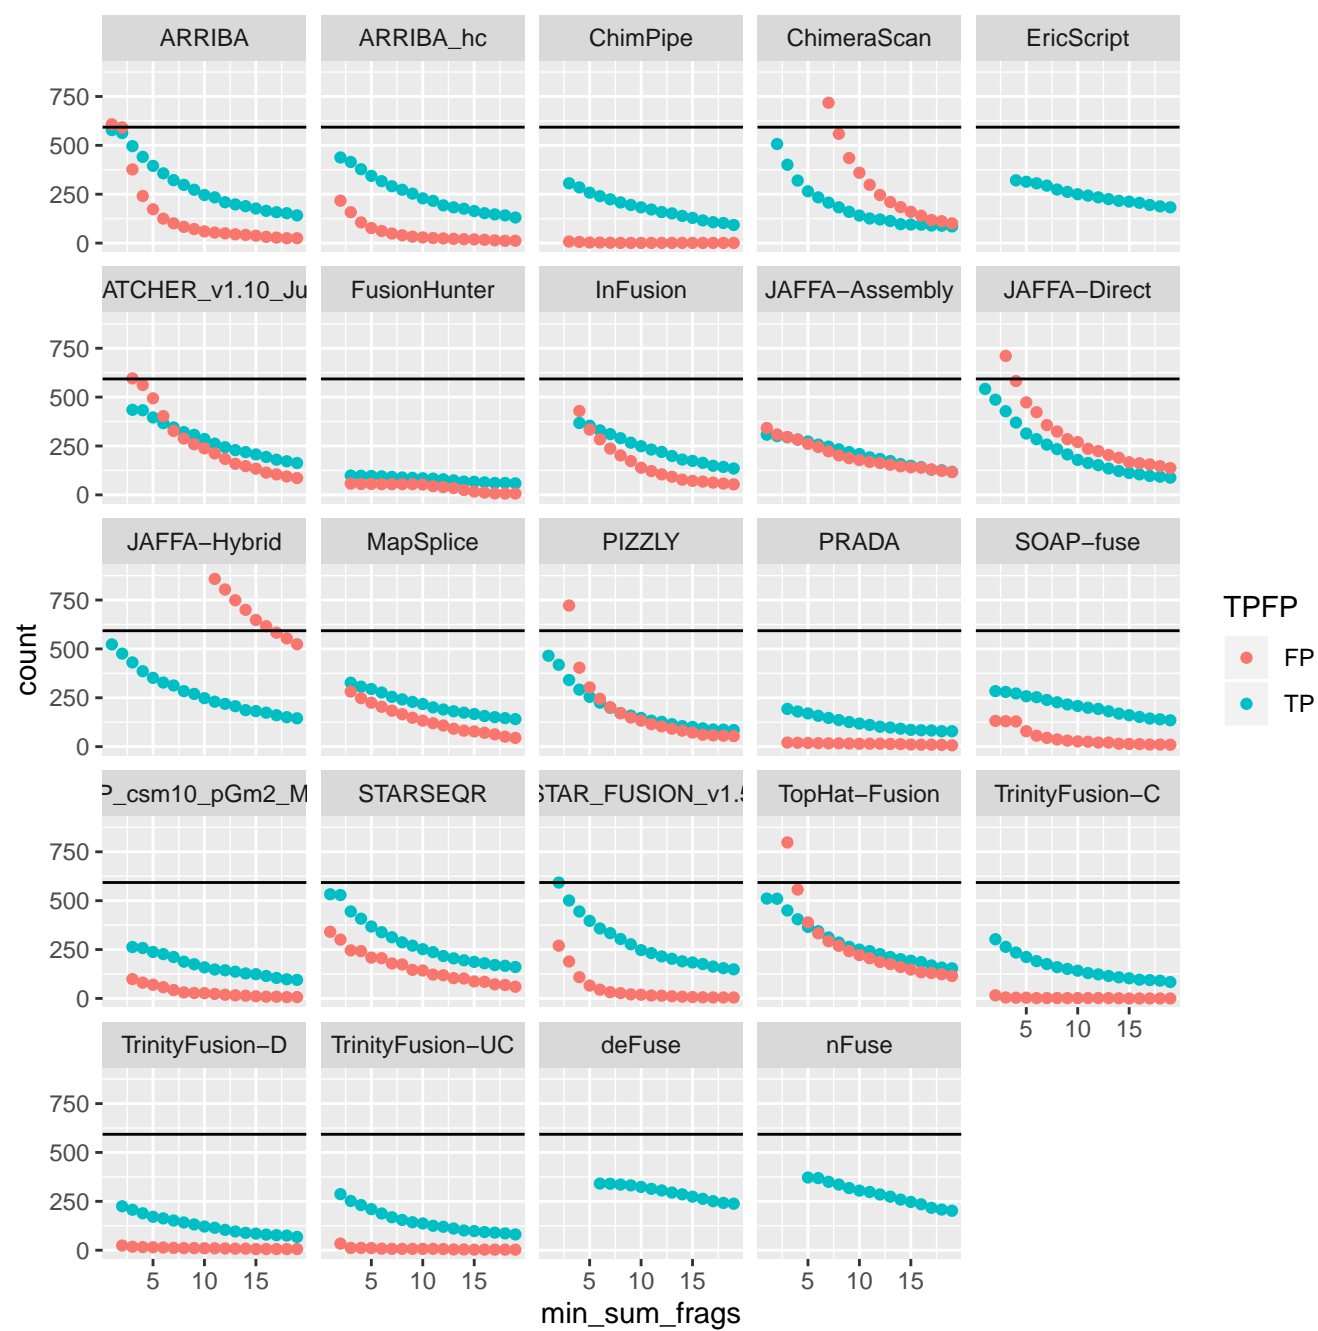 ARRIBA ARRIBA_hc ChimPipe ChimeraScan EricScript
750
500
250
0
ATCHER_v1.10_Ju FusionHunter InFusion JAFFA−Assembly JAFFA−Direct
750
500
250
0
JAFFA−Hybrid MapSplice PIZZLY PRADA SOAP−fuse
750
500
250
0
count
TPFP
FP
TP
P_csm10_pGm2_M STARSEQR STAR_FUSION_v1.5 TopHat−Fusion TrinityFusion−C
750
500
250
0
5 10 15
TrinityFusion−D TrinityFusion−UC deFuse nFuse
750
500
250
0
5 10 15 5 10 15 5 10 15 5 10 15
min_sum_frags